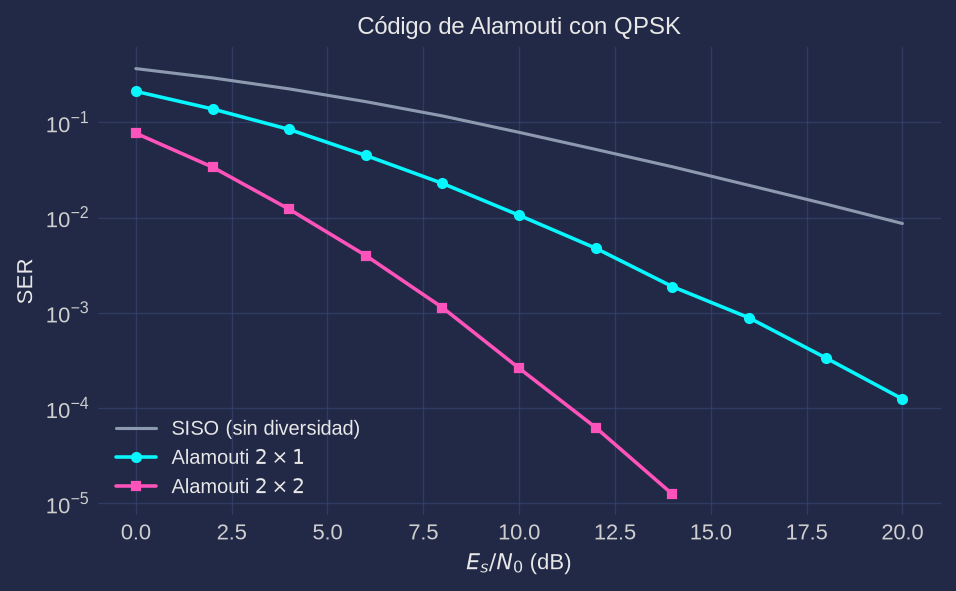 Código de Alamouti con QPSK
SER
10⁻¹
10⁻²
10⁻³
10⁻⁴
10⁻⁵
SISO (sin diversidad)
Alamouti 2 × 1
Alamouti 2 × 2
0.0 2.5 5.0 7.5 10.0 12.5 15.0 17.5 20.0
Eₛ/N₀ (dB)